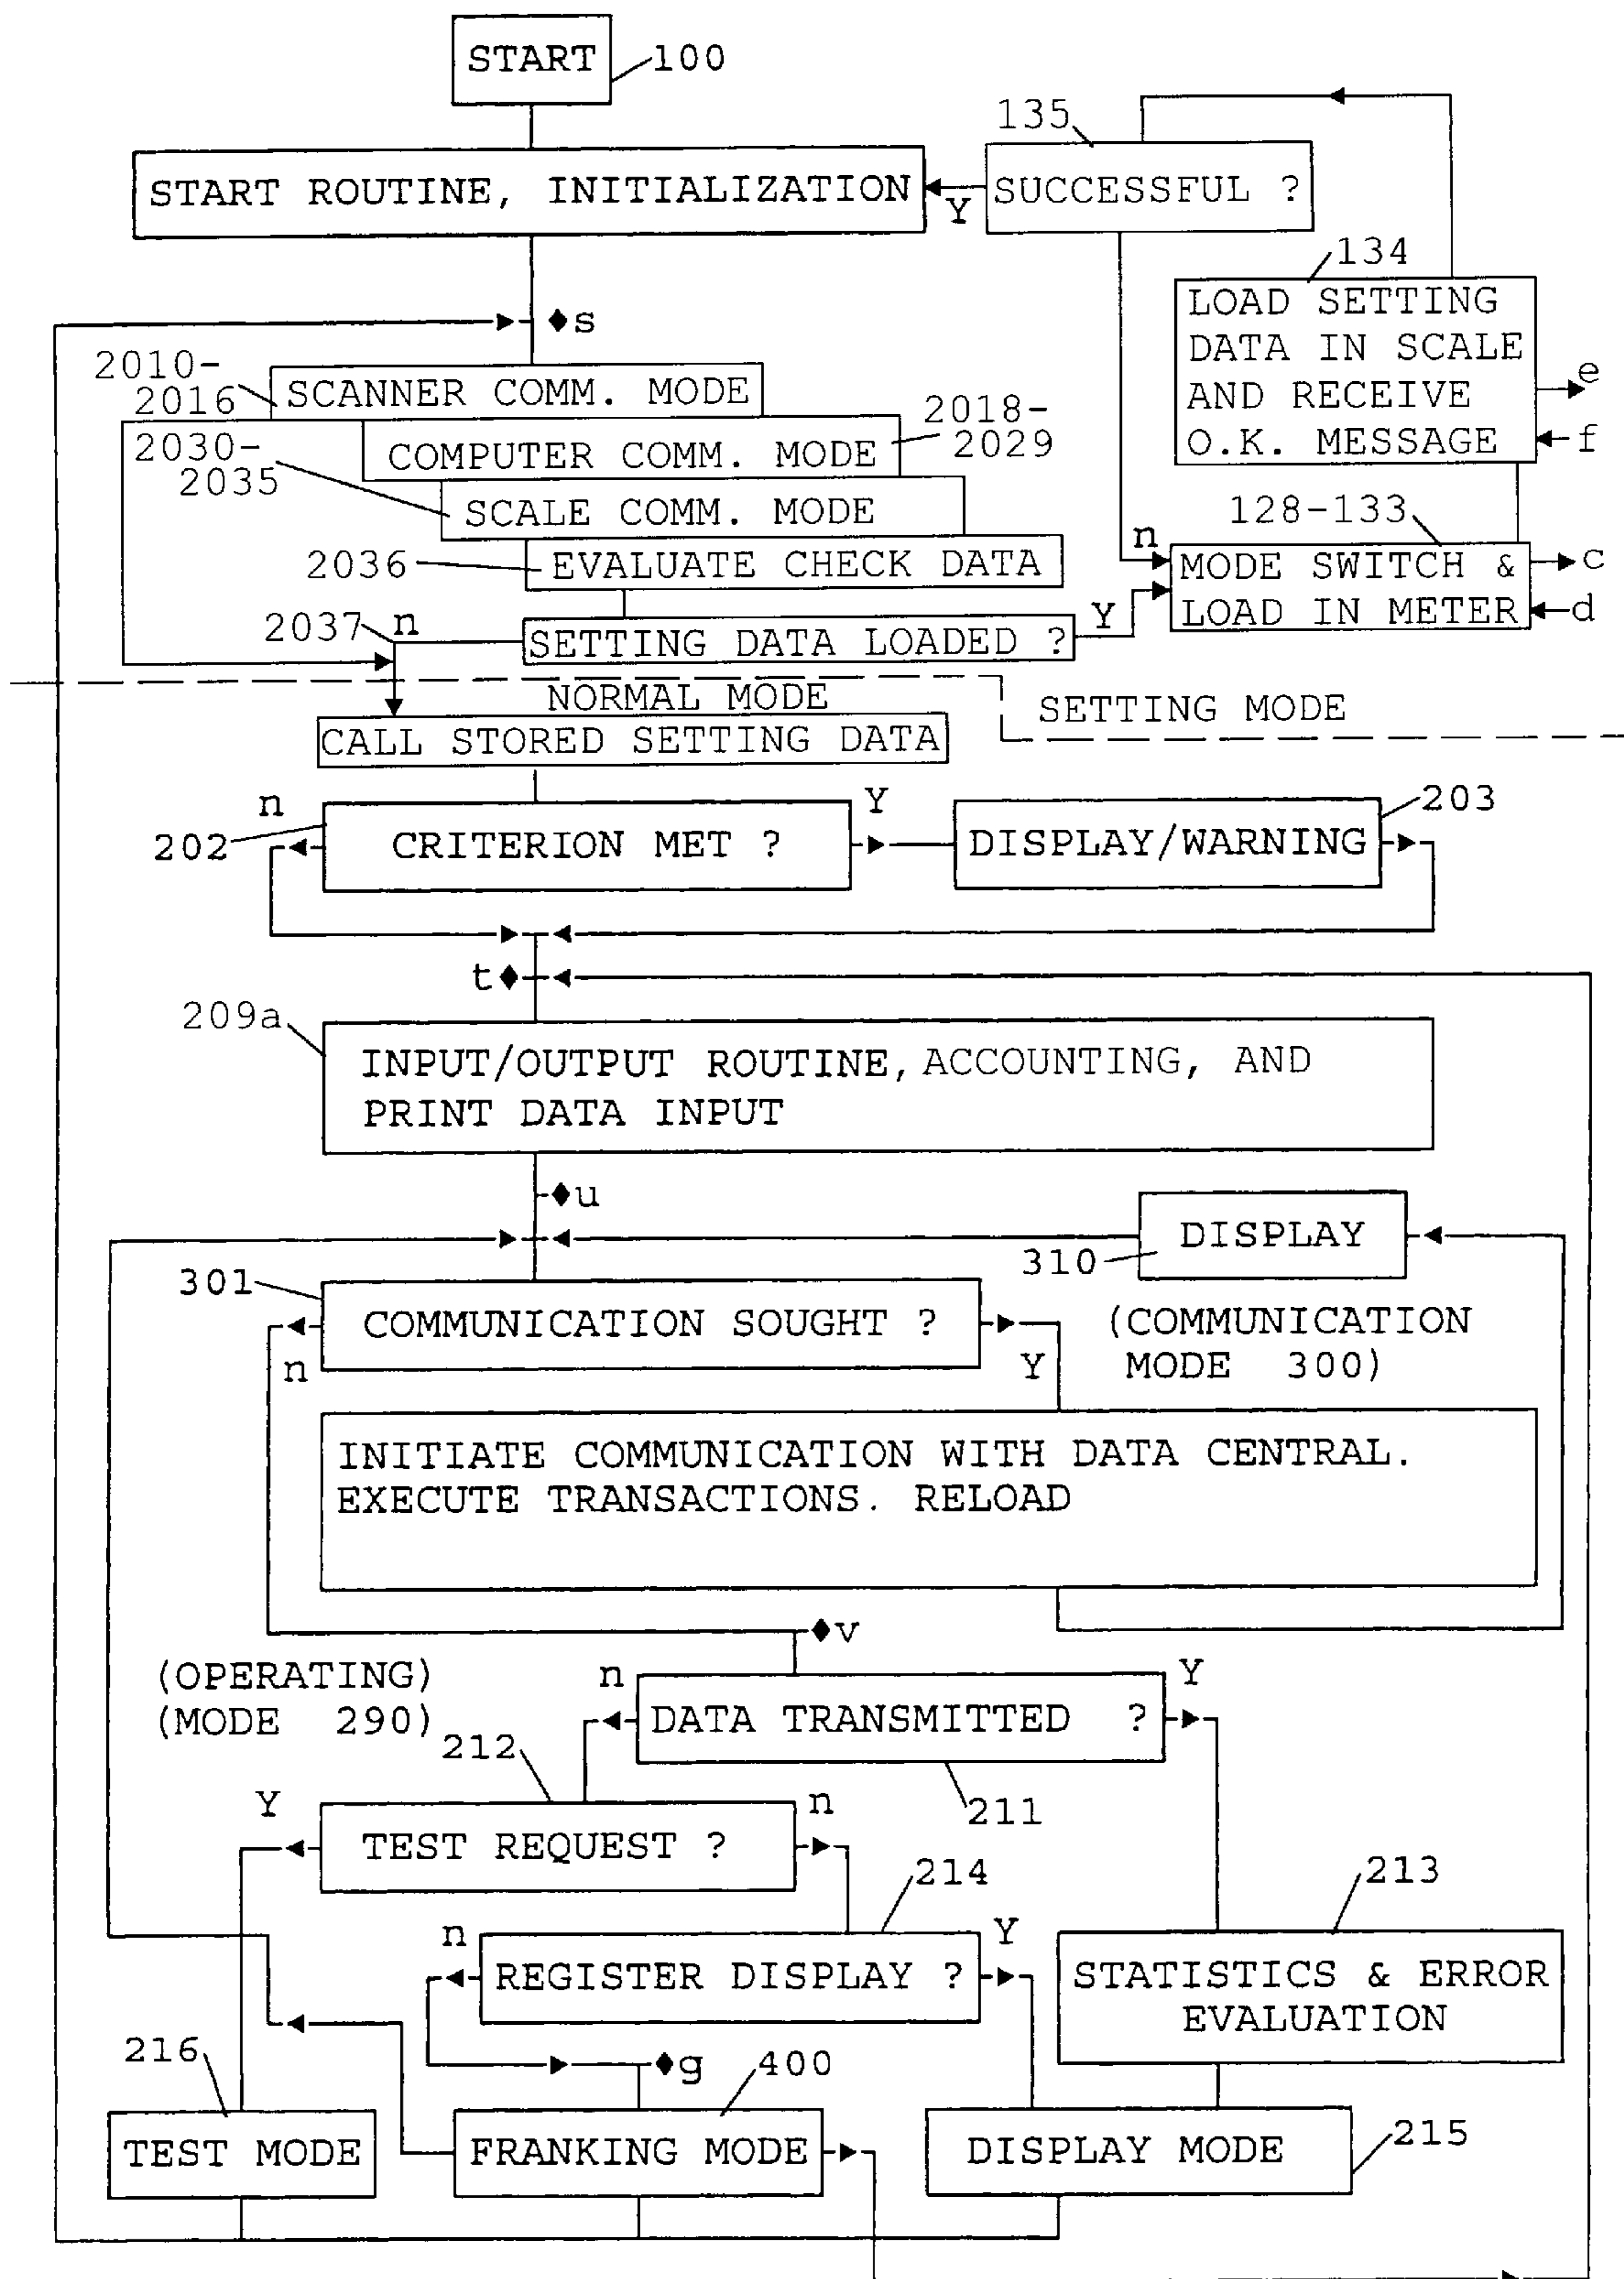 START
100
135
START ROUTINE, INITIALIZATION
Y
SUCCESSFUL ?
134
LOAD SETTING
DATA IN SCALE
AND RECEIVE
O.K. MESSAGE
e
f
♦s
2010-
2016
SCANNER COMM. MODE
2018-
2029
COMPUTER COMM. MODE
2030-
2035
SCALE COMM. MODE
128-133
2036
EVALUATE CHECK DATA
n
MODE SWITCH &
LOAD IN METER
c
d
2037
n
SETTING DATA LOADED ?
Y
NORMAL MODE
SETTING MODE
CALL STORED SETTING DATA
n
Y
203
202
CRITERION MET ?
DISPLAY/WARNING
t♦
209a
INPUT/OUTPUT ROUTINE, ACCOUNTING, AND
PRINT DATA INPUT
♦u
DISPLAY
310
301
COMMUNICATION SOUGHT ?
n
Y
(COMMUNICATION
MODE 300)
INITIATE COMMUNICATION WITH DATA CENTRAL.
EXECUTE TRANSACTIONS. RELOAD
♦v
(OPERATING)
(MODE 290)
n
Y
DATA TRANSMITTED ?
212
211
Y
n
TEST REQUEST ?
214
213
n
Y
REGISTER DISPLAY ?
STATISTICS & ERROR
EVALUATION
216
♦g
400
TEST MODE
FRANKING MODE
DISPLAY MODE
215